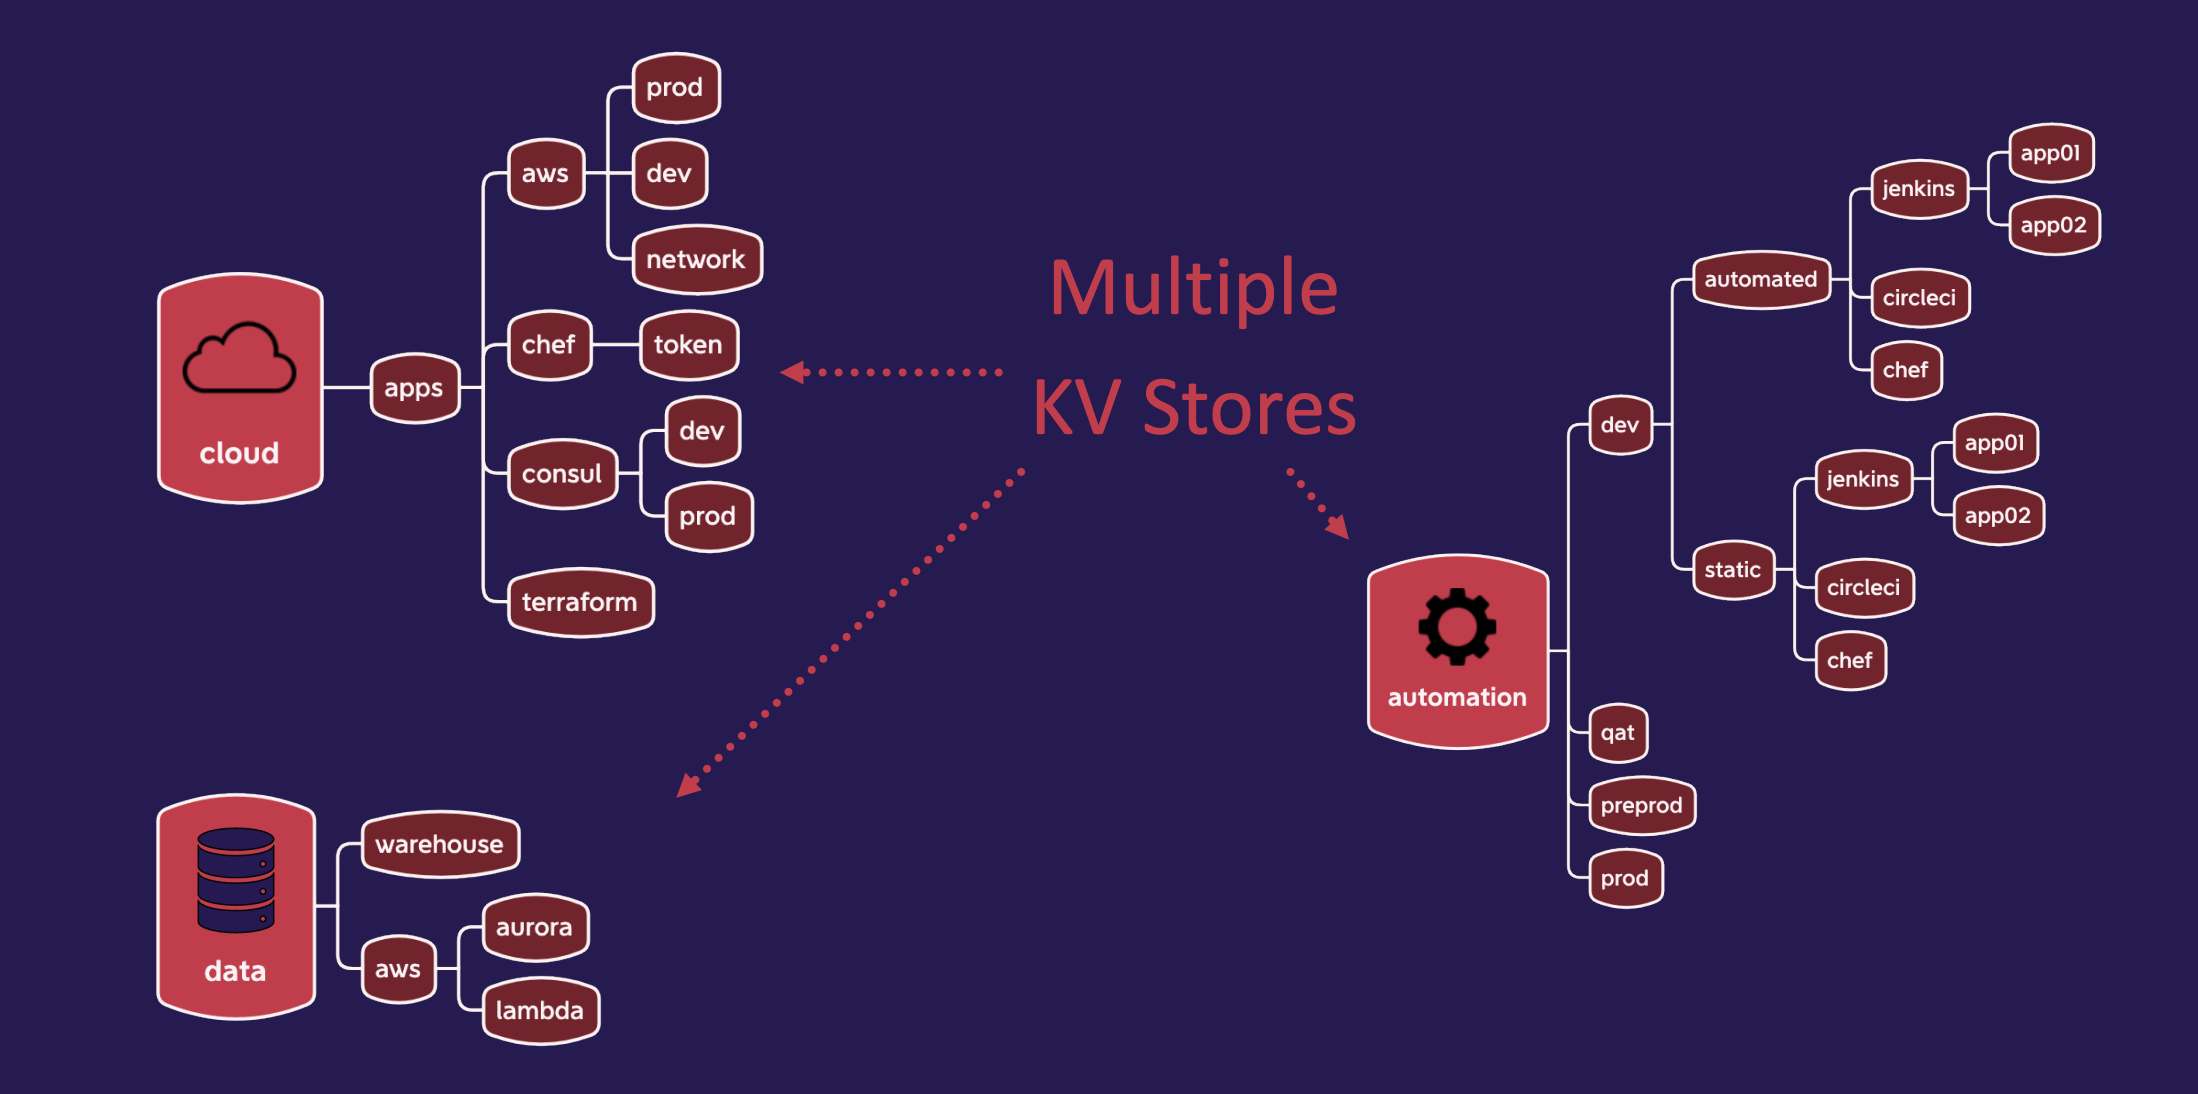 Multiple
KV Stores
cloud
apps
aws
prod
dev
network
chef
token
consul
dev
prod
terraform
data
warehouse
aws
aurora
lambda
automation
dev
automated
jenkins
app01
app02
circleci
chef
static
jenkins
app01
app02
circleci
chef
qat
preprod
prod